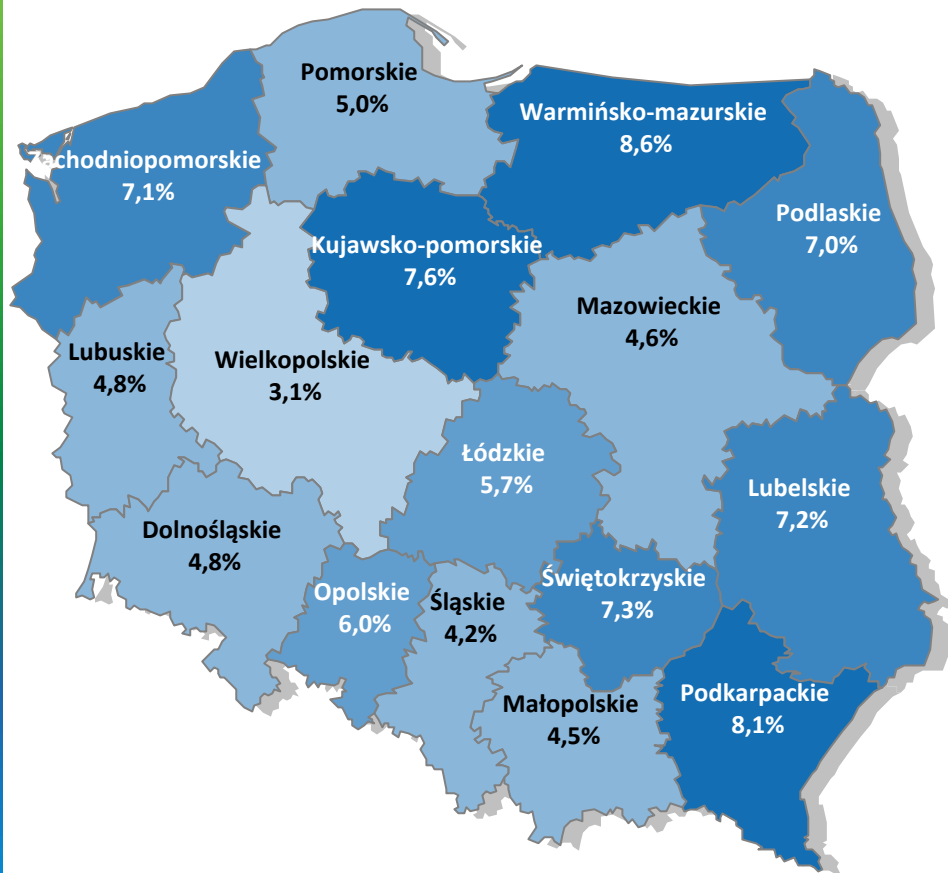 Pomorskie
5,0%
Warmińsko-mazurskie
8,6%
Zachodniopomorskie
7,1%
Podlaskie
7,0%
Kujawsko-pomorskie
7,6%
Mazowieckie
4,6%
Lubuskie
4,8%
Wielkopolskie
3,1%
Łódzkie
5,7%
Lubelskie
7,2%
Dolnośląskie
4,8%
Opolskie
6,0%
Śląskie
4,2%
Świętokrzyskie
7,3%
Małopolskie
4,5%
Podkarpackie
8,1%